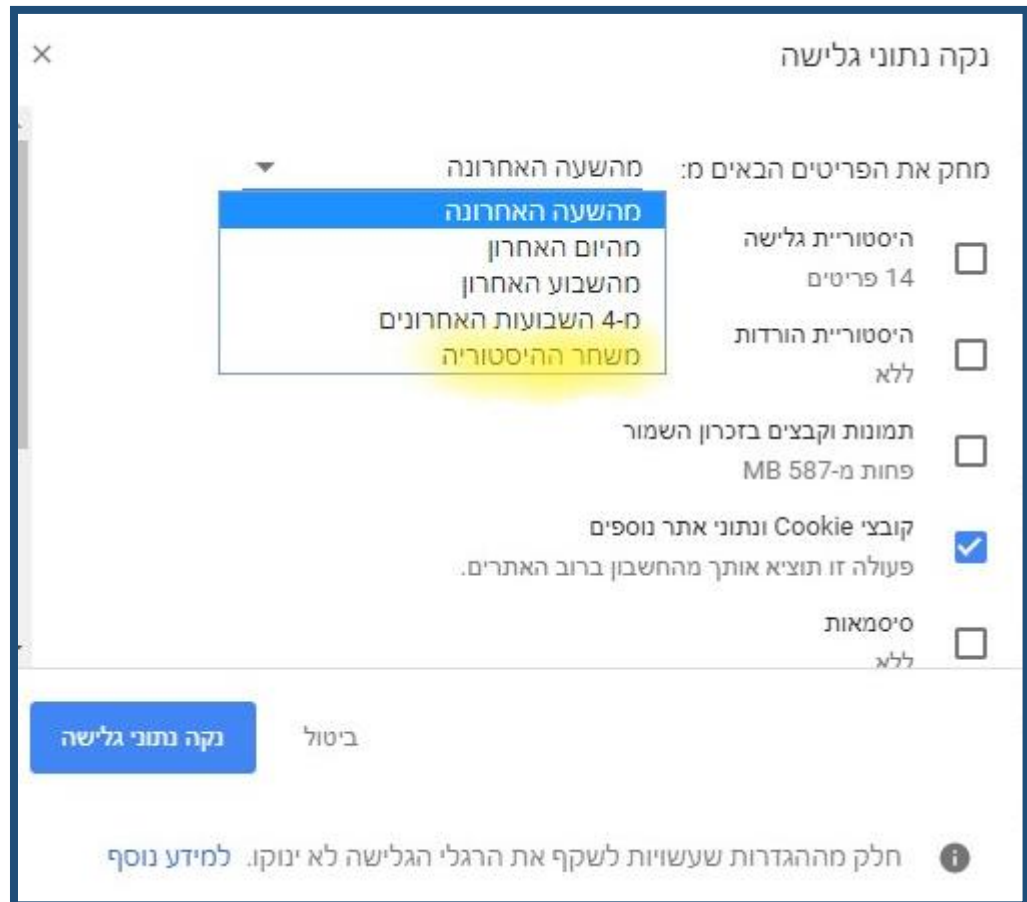 נקה נתוני גלישה
מחק את הפריטים הבאים מ: מהשעה האחרונה
מהשעה האחרונה
מהיום האחרון
מהשבוע האחרון
מ-4 השבועות האחרונים
משחר ההיסטוריה
היסטוריית גלישה
14 פריטים
היסטוריית הורדות
ללא
תמונות וקבצים בזכרון השמור
פחות מ-587 MB
קובצי Cookie ונתוני אתר נוספים
פעולה זו תוציא אותך מהחשבון ברוב האתרים.
סיסמאות
ללא
ביטול
נקה נתוני גלישה
חלק מההגדרות שעשויות לשקף את הרגלי הגלישה לא ינוקו. למידע נוסף